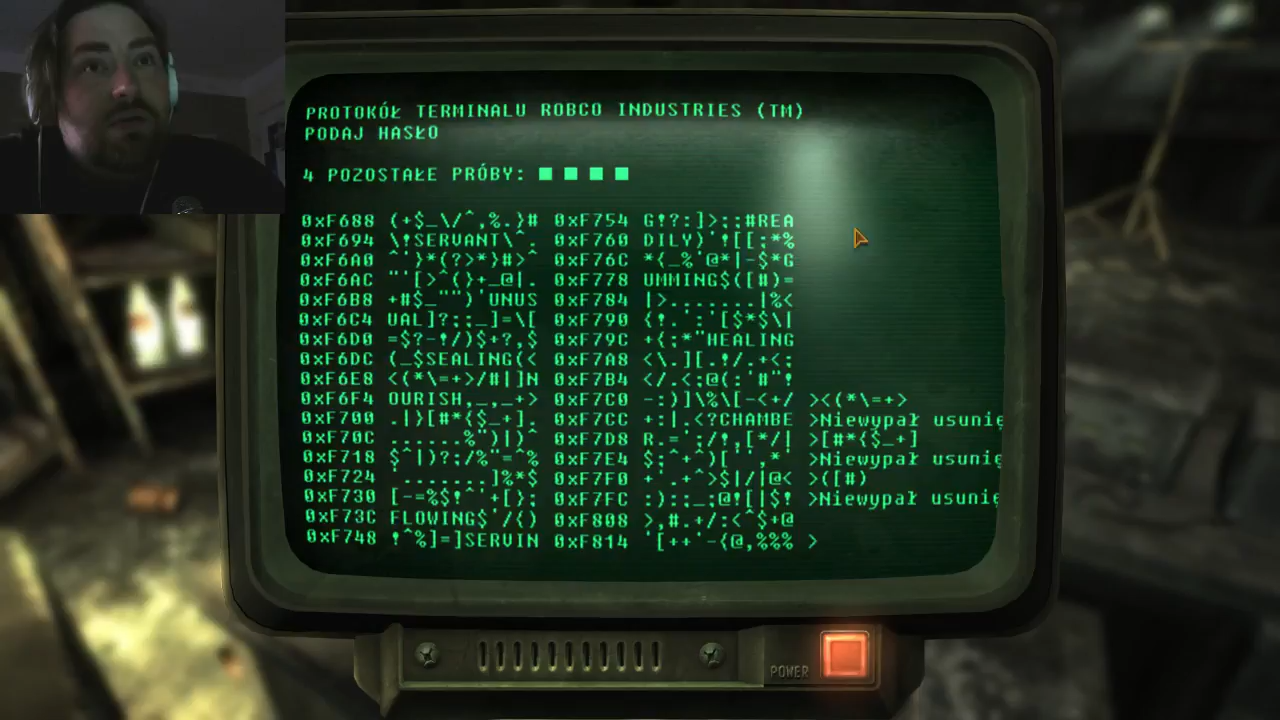 PROTOKÓŁ TERMINALU ROBCO INDUSTRIES (TM)
PODAJ HASŁO
4 POZOSTAŁE PRÓBY: ■ ■ ■ ■
0xF688 (+$_\/^,%.}# 0xF754 G!?:]>;;#REA
0xF694 \!SERVANT\^. 0xF760 DILY)'![[;*%
0xF6A0 ^'}*(?>*}#>^ 0xF76C *{_%'@*|-$*G
0xF6AC "'[>^(}+_@|. 0xF778 UMMING$([#)=
0xF6B8 +#$_"")'UNUS 0xF784 |>.......|%<
0xF6C4 UAL]?;;_]=\[ 0xF790 {!.':'[$*$\|
0xF6D0 =$?-!/)$+?,$ 0xF79C +{;*"HEALING
0xF6DC (_$SEALING(< 0xF7A8 <\.][.!/.+<;
0xF6E8 <(*\=+>/#|]N 0xF7B4 </.<;@(:'#"!
0xF6F4 OURISH,_,_+> 0xF7C0 -:)]\%\[-<+/ ><(*\=+>
0xF700 .|}[#*{$_+]. 0xF7CC +:|.<?CHAMBE >Niewypał usunię
0xF70C ......%")|)^ 0xF7D8 R.=';/!,[*/| >[#*{$_+]
0xF718 $^|)?;/%"=^% 0xF7E4 $;^+^)['',*' >Niewypał usunię
0xF724 '.......]%*$ 0xF7F0 +'.+^>$|/|@< >([#)
0xF730 [-=%$!^'+[}; 0xF7FC :):;_;@![|$! >Niewypał usunię
0xF73C FLOWING$'/{) 0xF808 >,#.+/:<^$+@
0xF748 !^%]=]SERVIN 0xF814 '[++'-{@,%%% >
POWER